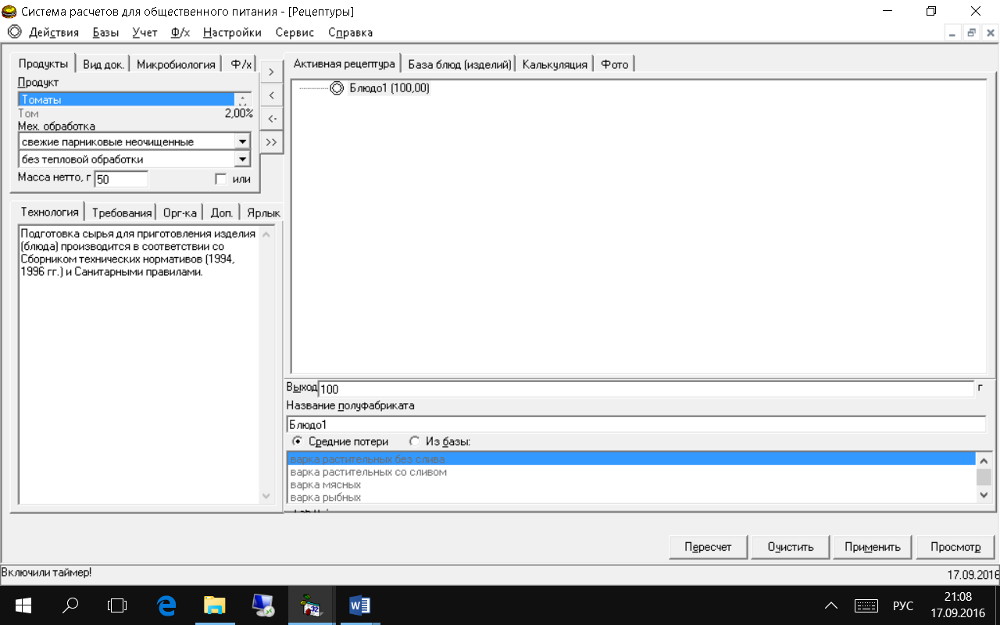 Система расчетов для общественного питания - [Рецептуры]
Действия Базы Учет Ф/х Настройки Сервис Справка
Продукты Вид док. Микробиология Ф/х
Продукт
Томаты
Том 2,00%
Мех. обработка
свежие парниковые неочищенные
без тепловой обработки
Масса нетто, г 50 или
> 
<
<-
>>
Технология Требования Орг-ка Доп. Ярлык
Подготовка сырья для приготовления изделия
(блюда) производится в соответствии со
Сборником технических нормативов (1994,
1996 гг.) и Санитарными правилами.
Активная рецептура База блюд (изделий) Калькуляция Фото
Блюдо1 (100,00)
Выход 100 г
Название полуфабриката
Блюдо1
Средние потери Из базы:
варка растительных без слива
варка растительных со сливом
варка мясных
варка рыбных
Пересчет Очистить Применить Просмотр
Включили таймер! 17.09.2016
РУС
21:08
17.09.2016